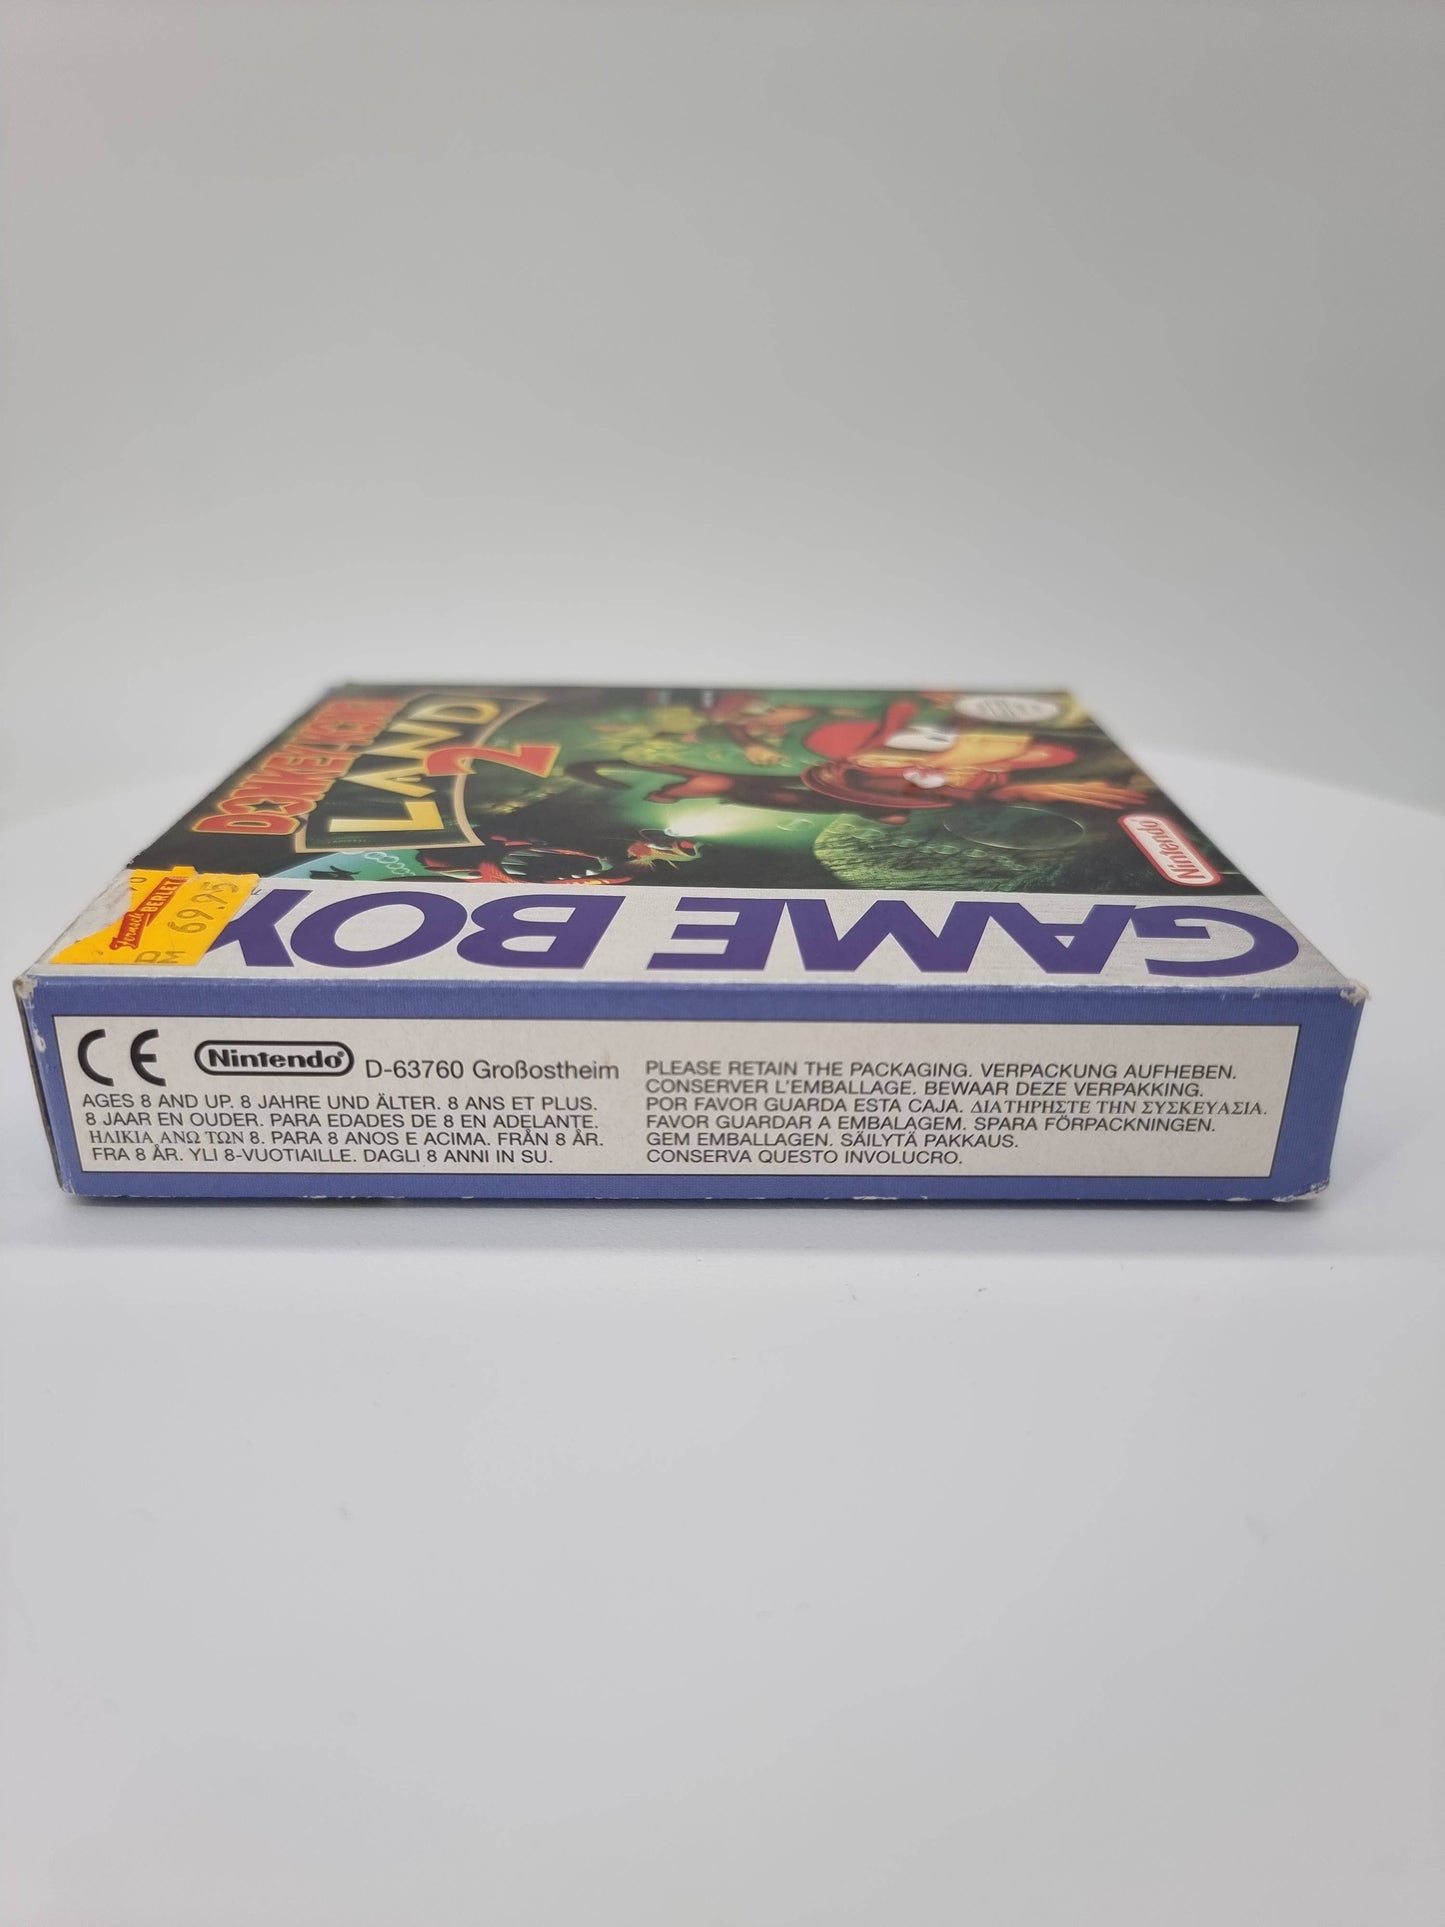 DONKEY KONG
LAND
2
Nintendo
BERLET
DM 69.95
GAME BOY
CE
Nintendo®
D-63760 Großostheim
AGES 8 AND UP. 8 JAHRE UND ÄLTER. 8 ANS ET PLUS.
8 JAAR EN OUDER. PARA EDADES DE 8 EN ADELANTE.
ΗΛΙΚΙΑ ΑΝΩ ΤΩΝ 8. PARA 8 ANOS E ACIMA. FRÅN 8 ÅR.
FRA 8 ÅR. YLI 8-VUOTIAILLE. DAGLI 8 ANNI IN SU.
PLEASE RETAIN THE PACKAGING. VERPACKUNG AUFHEBEN.
CONSERVER L'EMBALLAGE. BEWAAR DEZE VERPAKKING.
POR FAVOR GUARDA ESTA CAJA. ΔΙΑΤΗΡΗΣΤΕ ΤΗΝ ΣΥΣΚΕΥΑΣΙΑ.
FAVOR GUARDAR A EMBALAGEM. SPARA FÖRPACKNINGEN.
GEM EMBALLAGEN. SÄILYTÄ PAKKAUS.
CONSERVA QUESTO INVOLUCRO.